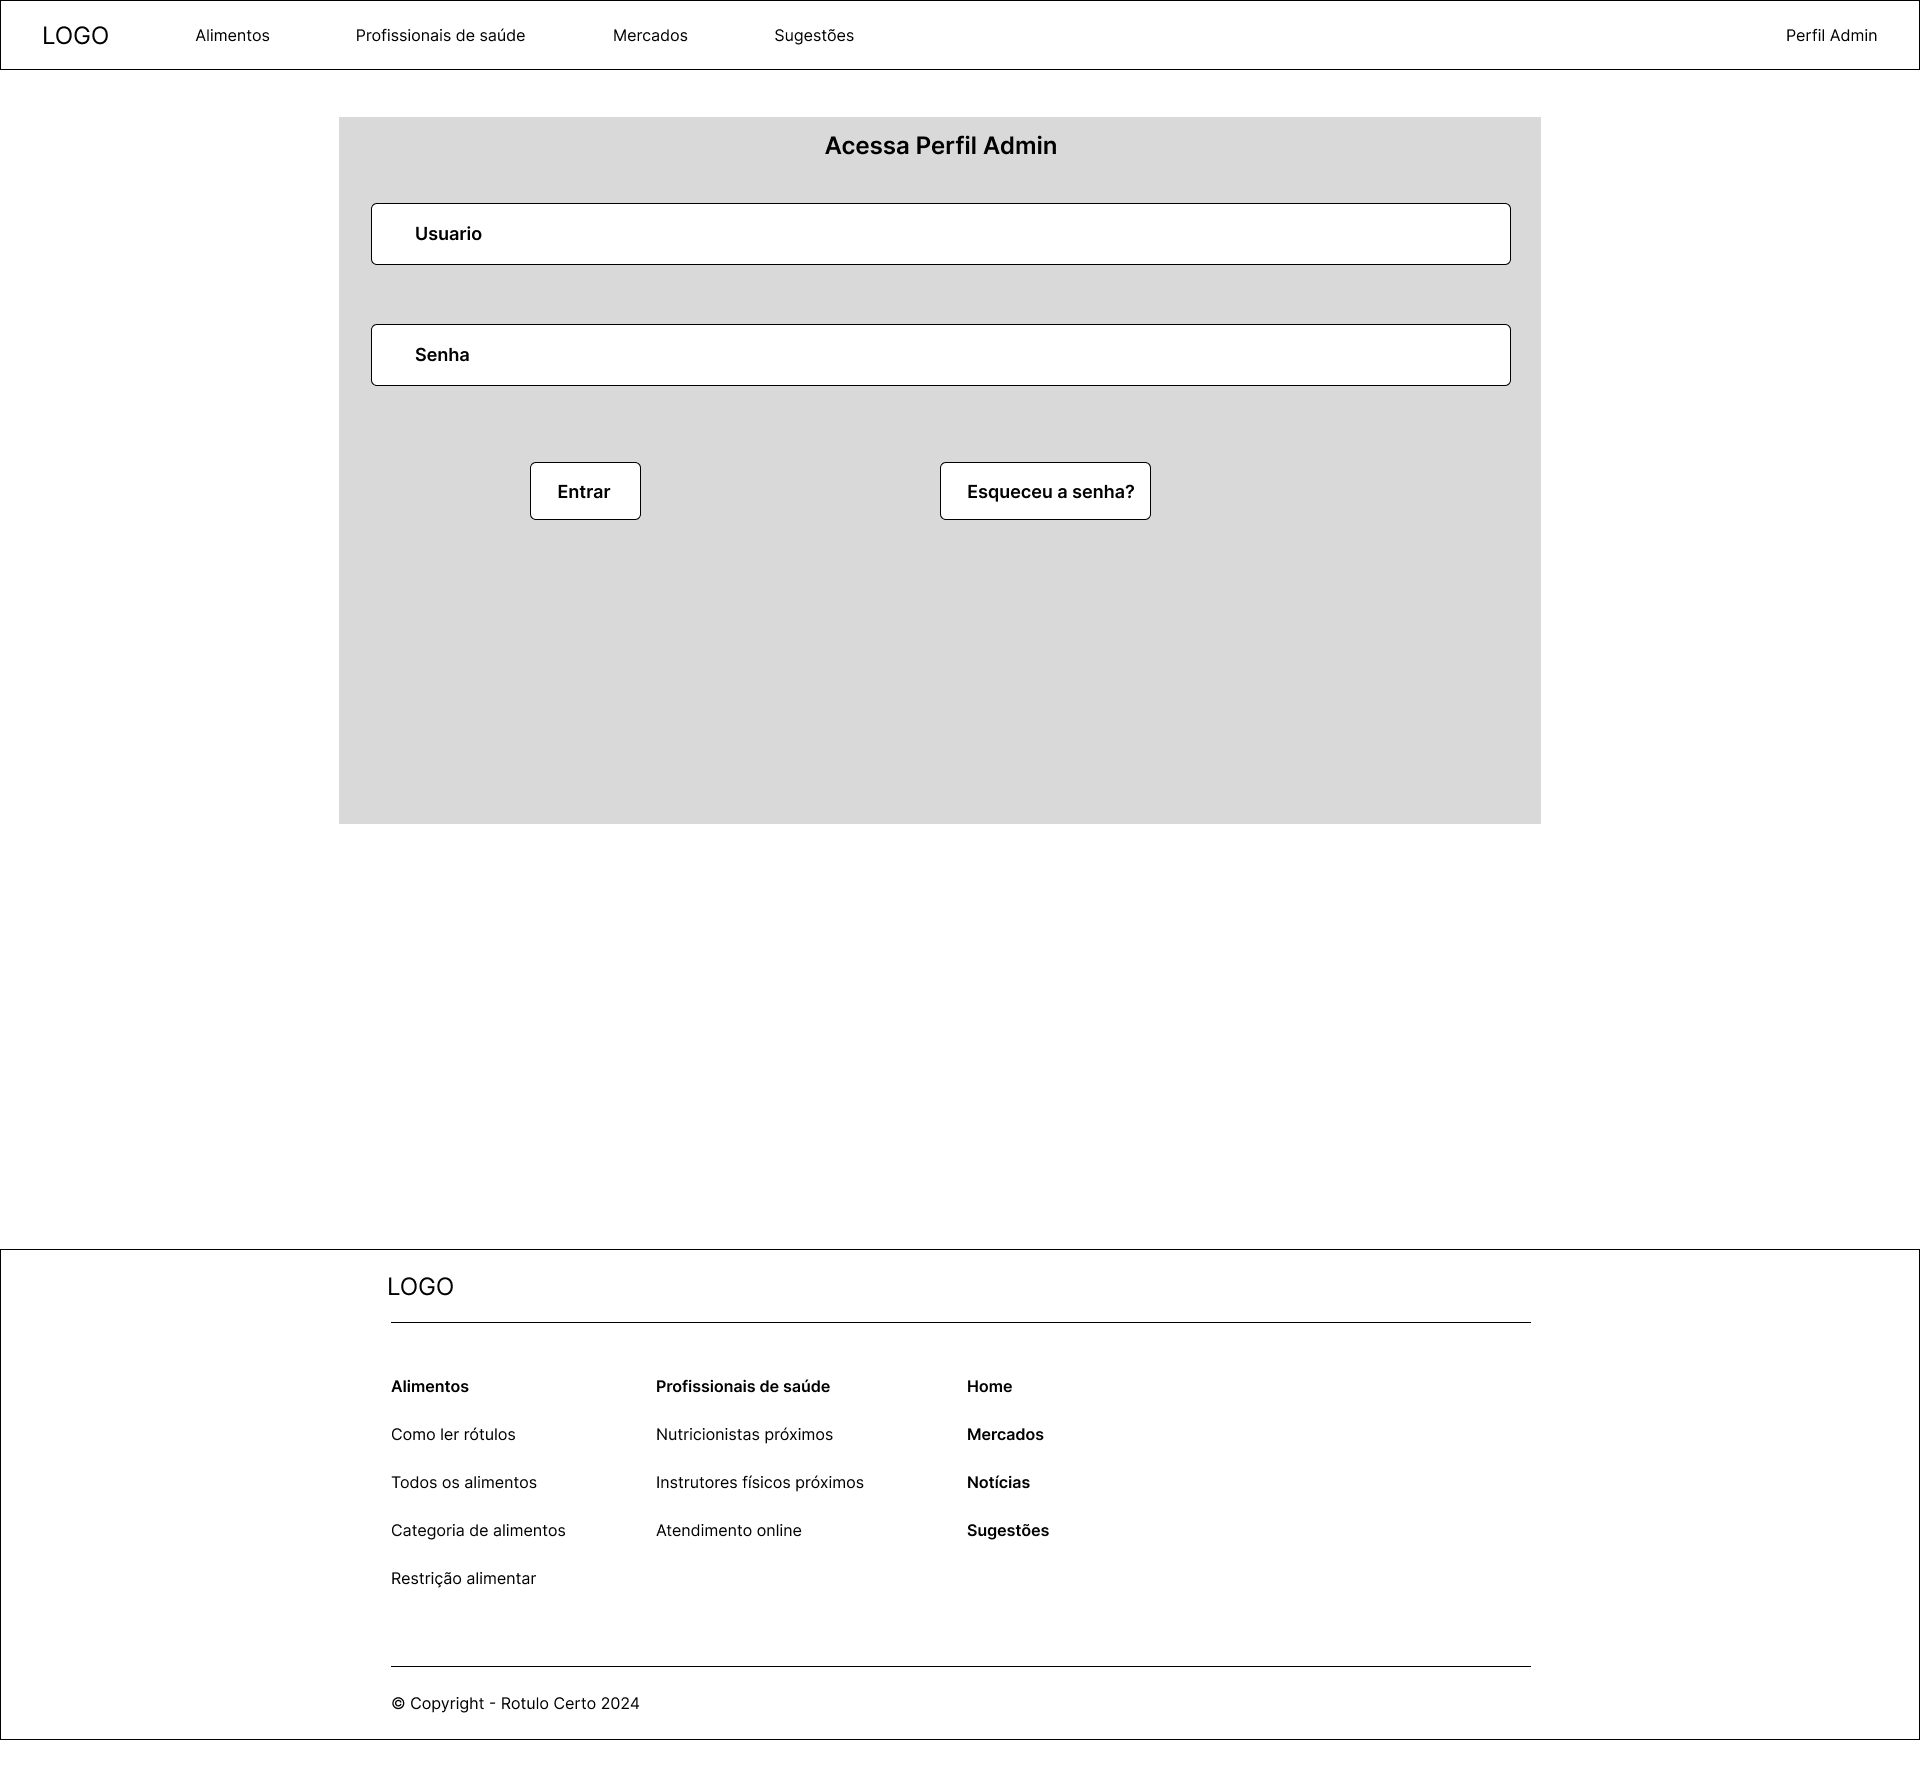 LOGO Alimentos Profissionais de saúde Mercados Sugestões Perfil Admin
Acessa Perfil Admin
Usuario
Senha
Entrar Esqueceu a senha?
LOGO
Alimentos Profissionais de saúde Home
Como ler rótulos Nutricionistas próximos Mercados
Todos os alimentos Instrutores físicos próximos Notícias
Categoria de alimentos Atendimento online Sugestões
Restrição alimentar
© Copyright - Rotulo Certo 2024